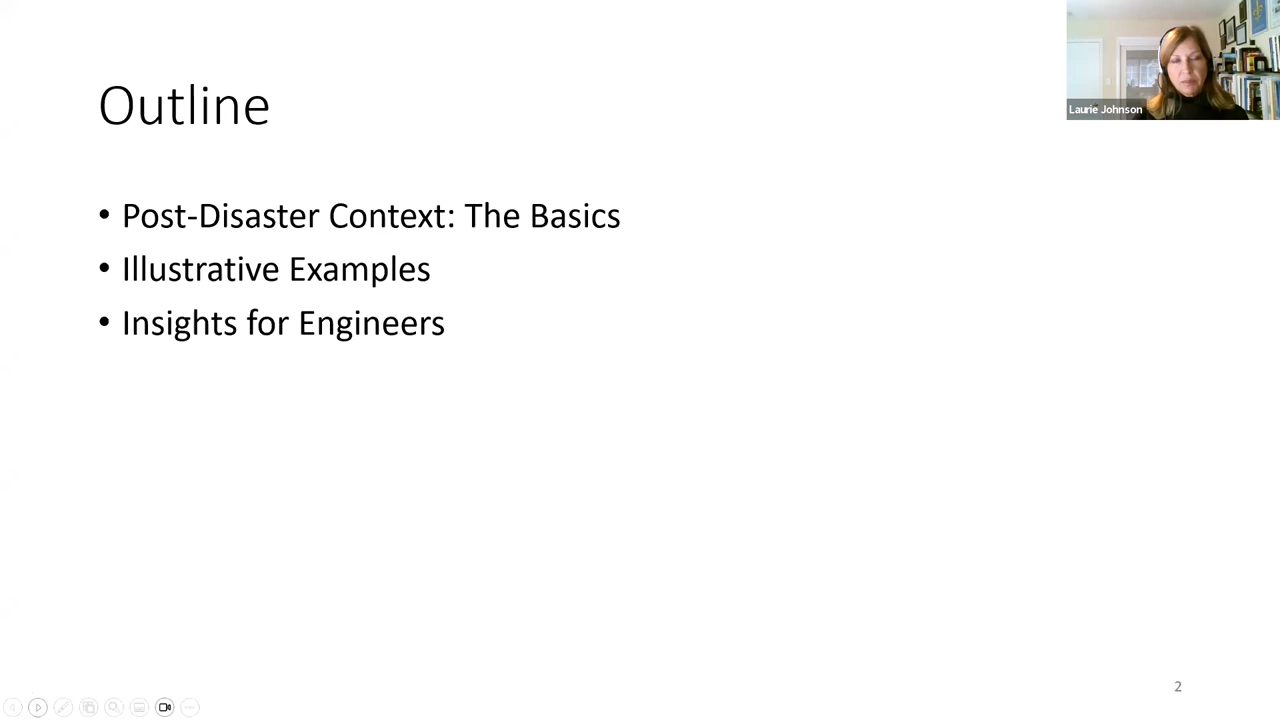 Outline
Laurie Johnson
• Post-Disaster Context: The Basics
• Illustrative Examples
• Insights for Engineers
2